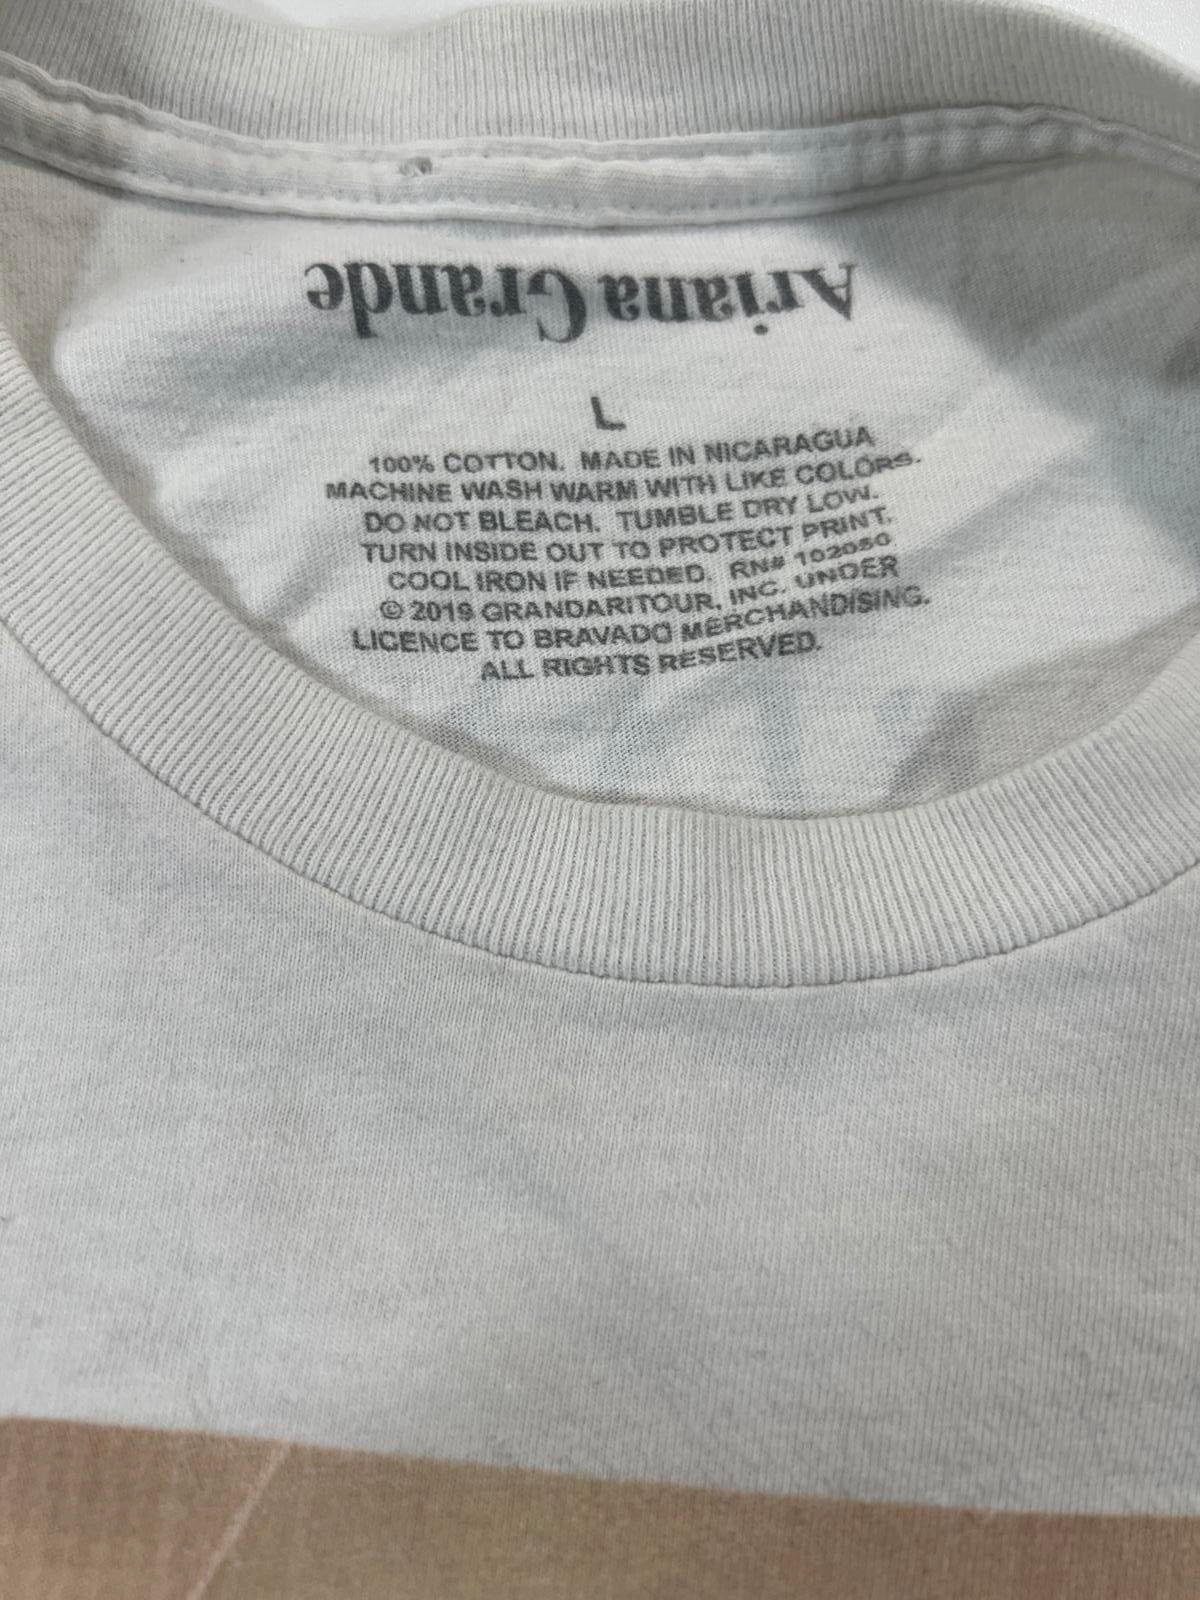 Ariana Grande
L
100% COTTON. MADE IN NICARAGUA
MACHINE WASH WARM WITH LIKE COLORS.
DO NOT BLEACH. TUMBLE DRY LOW.
TURN INSIDE OUT TO PROTECT PRINT.
COOL IRON IF NEEDED. RN# 102050
© 2019 GRANDARITOUR, INC. UNDER
LICENCE TO BRAVADO MERCHANDISING.
ALL RIGHTS RESERVED.